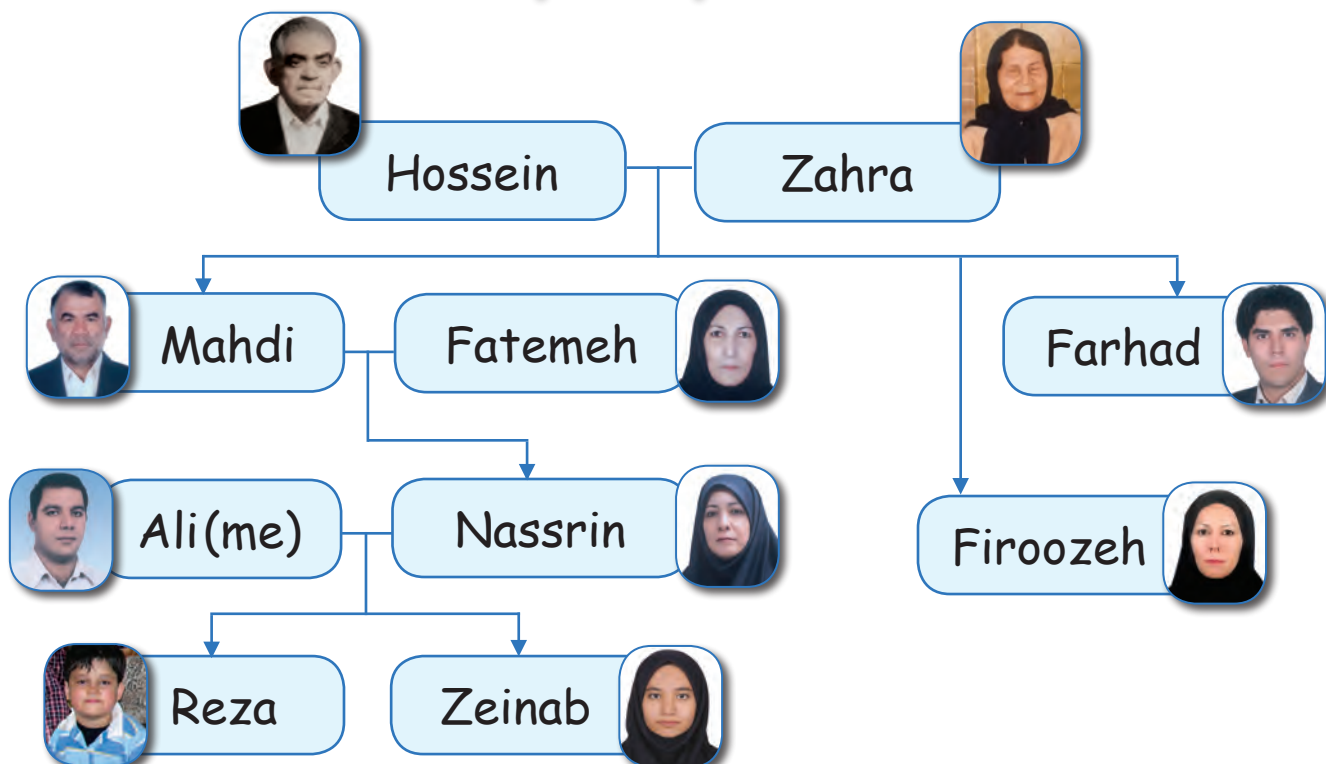 Hossein
Zahra
Mahdi
Fatemeh
Farhad
Ali(me)
Nassrin
Firoozeh
Reza
Zeinab